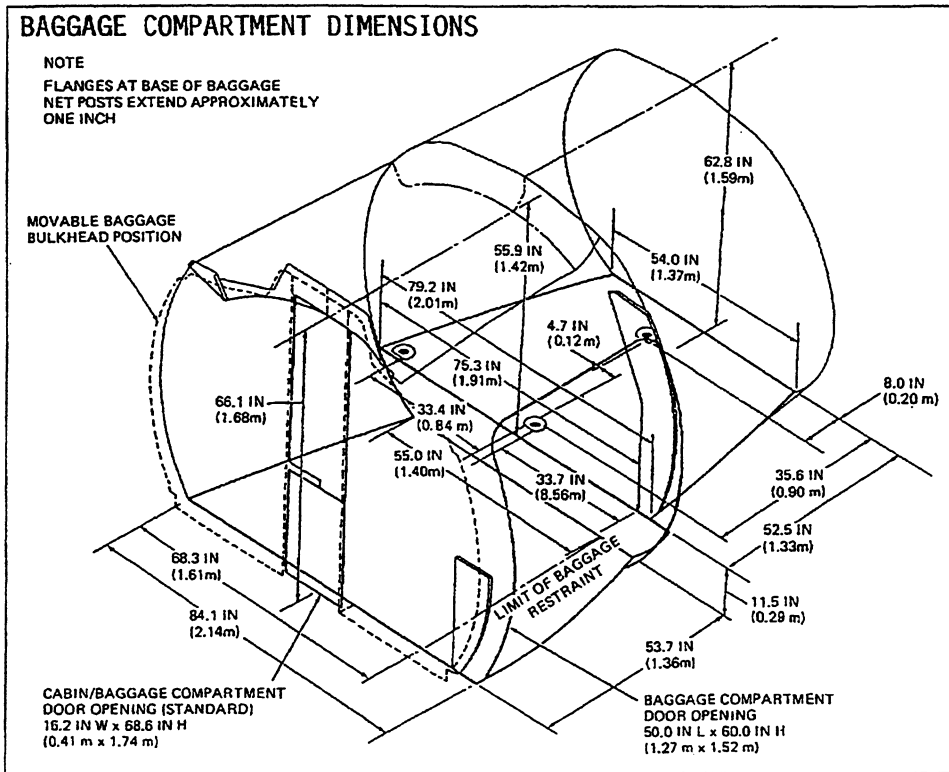 BAGGAGE COMPARTMENT DIMENSIONS
NOTE
FLANGES AT BASE OF BAGGAGE
NET POSTS EXTEND APPROXIMATELY
ONE INCH
MOVABLE BAGGAGE
BULKHEAD POSITION
62.8 IN
(1.59m)
55.9 IN
(1.42m)
54.0 IN
(1.37m)
79.2 IN
(2.01m)
4.7 IN
(0.12m)
75.3 IN
(1.91m)
66.1 IN
(1.68m)
33.4 IN
(0.84 m)
8.0 IN
(0.20 m)
55.0 IN
(1.40m)
33.7 IN
(8.56m)
35.6 IN
(0.90 m)
52.5 IN
(1.33m)
68.3 IN
(1.61m)
LIMIT OF BAGGAGE
RESTRAINT
11.5 IN
(0.29 m)
84.1 IN
(2.14m)
53.7 IN
(1.36m)
CABIN/BAGGAGE COMPARTMENT
DOOR OPENING (STANDARD)
16.2 IN W x 68.6 IN H
(0.41 m x 1.74 m)
BAGGAGE COMPARTMENT
DOOR OPENING
50.0 IN L x 60.0 IN H
(1.27 m x 1.52 m)